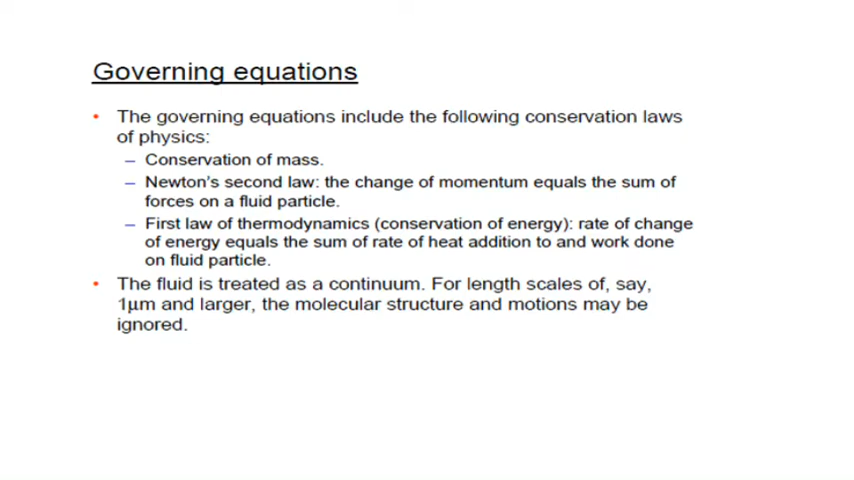 Governing equations
• The governing equations include the following conservation laws
of physics:
– Conservation of mass.
– Newton's second law: the change of momentum equals the sum of
forces on a fluid particle.
– First law of thermodynamics (conservation of energy): rate of change
of energy equals the sum of rate of heat addition to and work done
on fluid particle.
• The fluid is treated as a continuum. For length scales of, say,
1μm and larger, the molecular structure and motions may be
ignored.